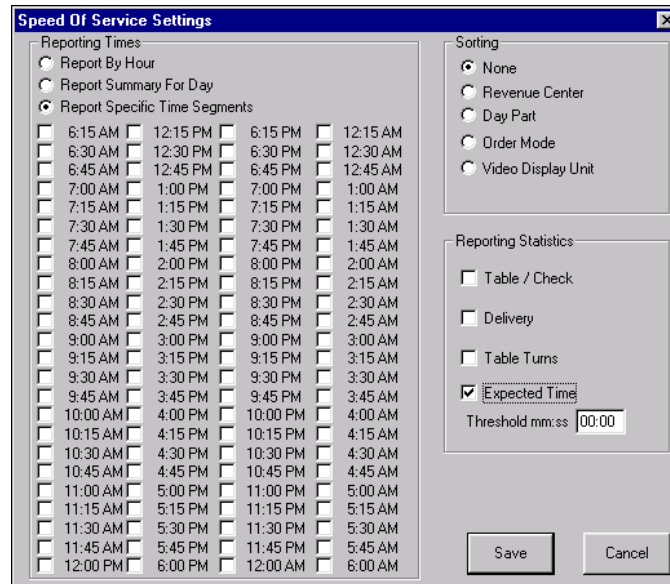 Speed Of Service Settings
Reporting Times
Report By Hour
Report Summary For Day
Report Specific Time Segments
6:15 AM 12:15 PM 6:15 PM 12:15 AM
6:30 AM 12:30 PM 6:30 PM 12:30 AM
6:45 AM 12:45 PM 6:45 PM 12:45 AM
7:00 AM 1:00 PM 7:00 PM 1:00 AM
7:15 AM 1:15 PM 7:15 PM 1:15 AM
7:30 AM 1:30 PM 7:30 PM 1:30 AM
7:45 AM 1:45 PM 7:45 PM 1:45 AM
8:00 AM 2:00 PM 8:00 PM 2:00 AM
8:15 AM 2:15 PM 8:15 PM 2:15 AM
8:30 AM 2:30 PM 8:30 PM 2:30 AM
8:45 AM 2:45 PM 8:45 PM 2:45 AM
9:00 AM 3:00 PM 9:00 PM 3:00 AM
9:15 AM 3:15 PM 9:15 PM 3:15 AM
9:30 AM 3:30 PM 9:30 PM 3:30 AM
9:45 AM 3:45 PM 9:45 PM 3:45 AM
10:00 AM 4:00 PM 10:00 PM 4:00 AM
10:15 AM 4:15 PM 10:15 PM 4:15 AM
10:30 AM 4:30 PM 10:30 PM 4:30 AM
10:45 AM 4:45 PM 10:45 PM 4:45 AM
11:00 AM 5:00 PM 11:00 PM 5:00 AM
11:15 AM 5:15 PM 11:15 PM 5:15 AM
11:30 AM 5:30 PM 11:30 PM 5:30 AM
11:45 AM 5:45 PM 11:45 PM 5:45 AM
12:00 PM 6:00 PM 12:00 AM 6:00 AM
Sorting
None
Revenue Center
Day Part
Order Mode
Video Display Unit
Reporting Statistics
Table / Check
Delivery
Table Turns
Expected Time
Threshold mm:ss 00:00
Save Cancel